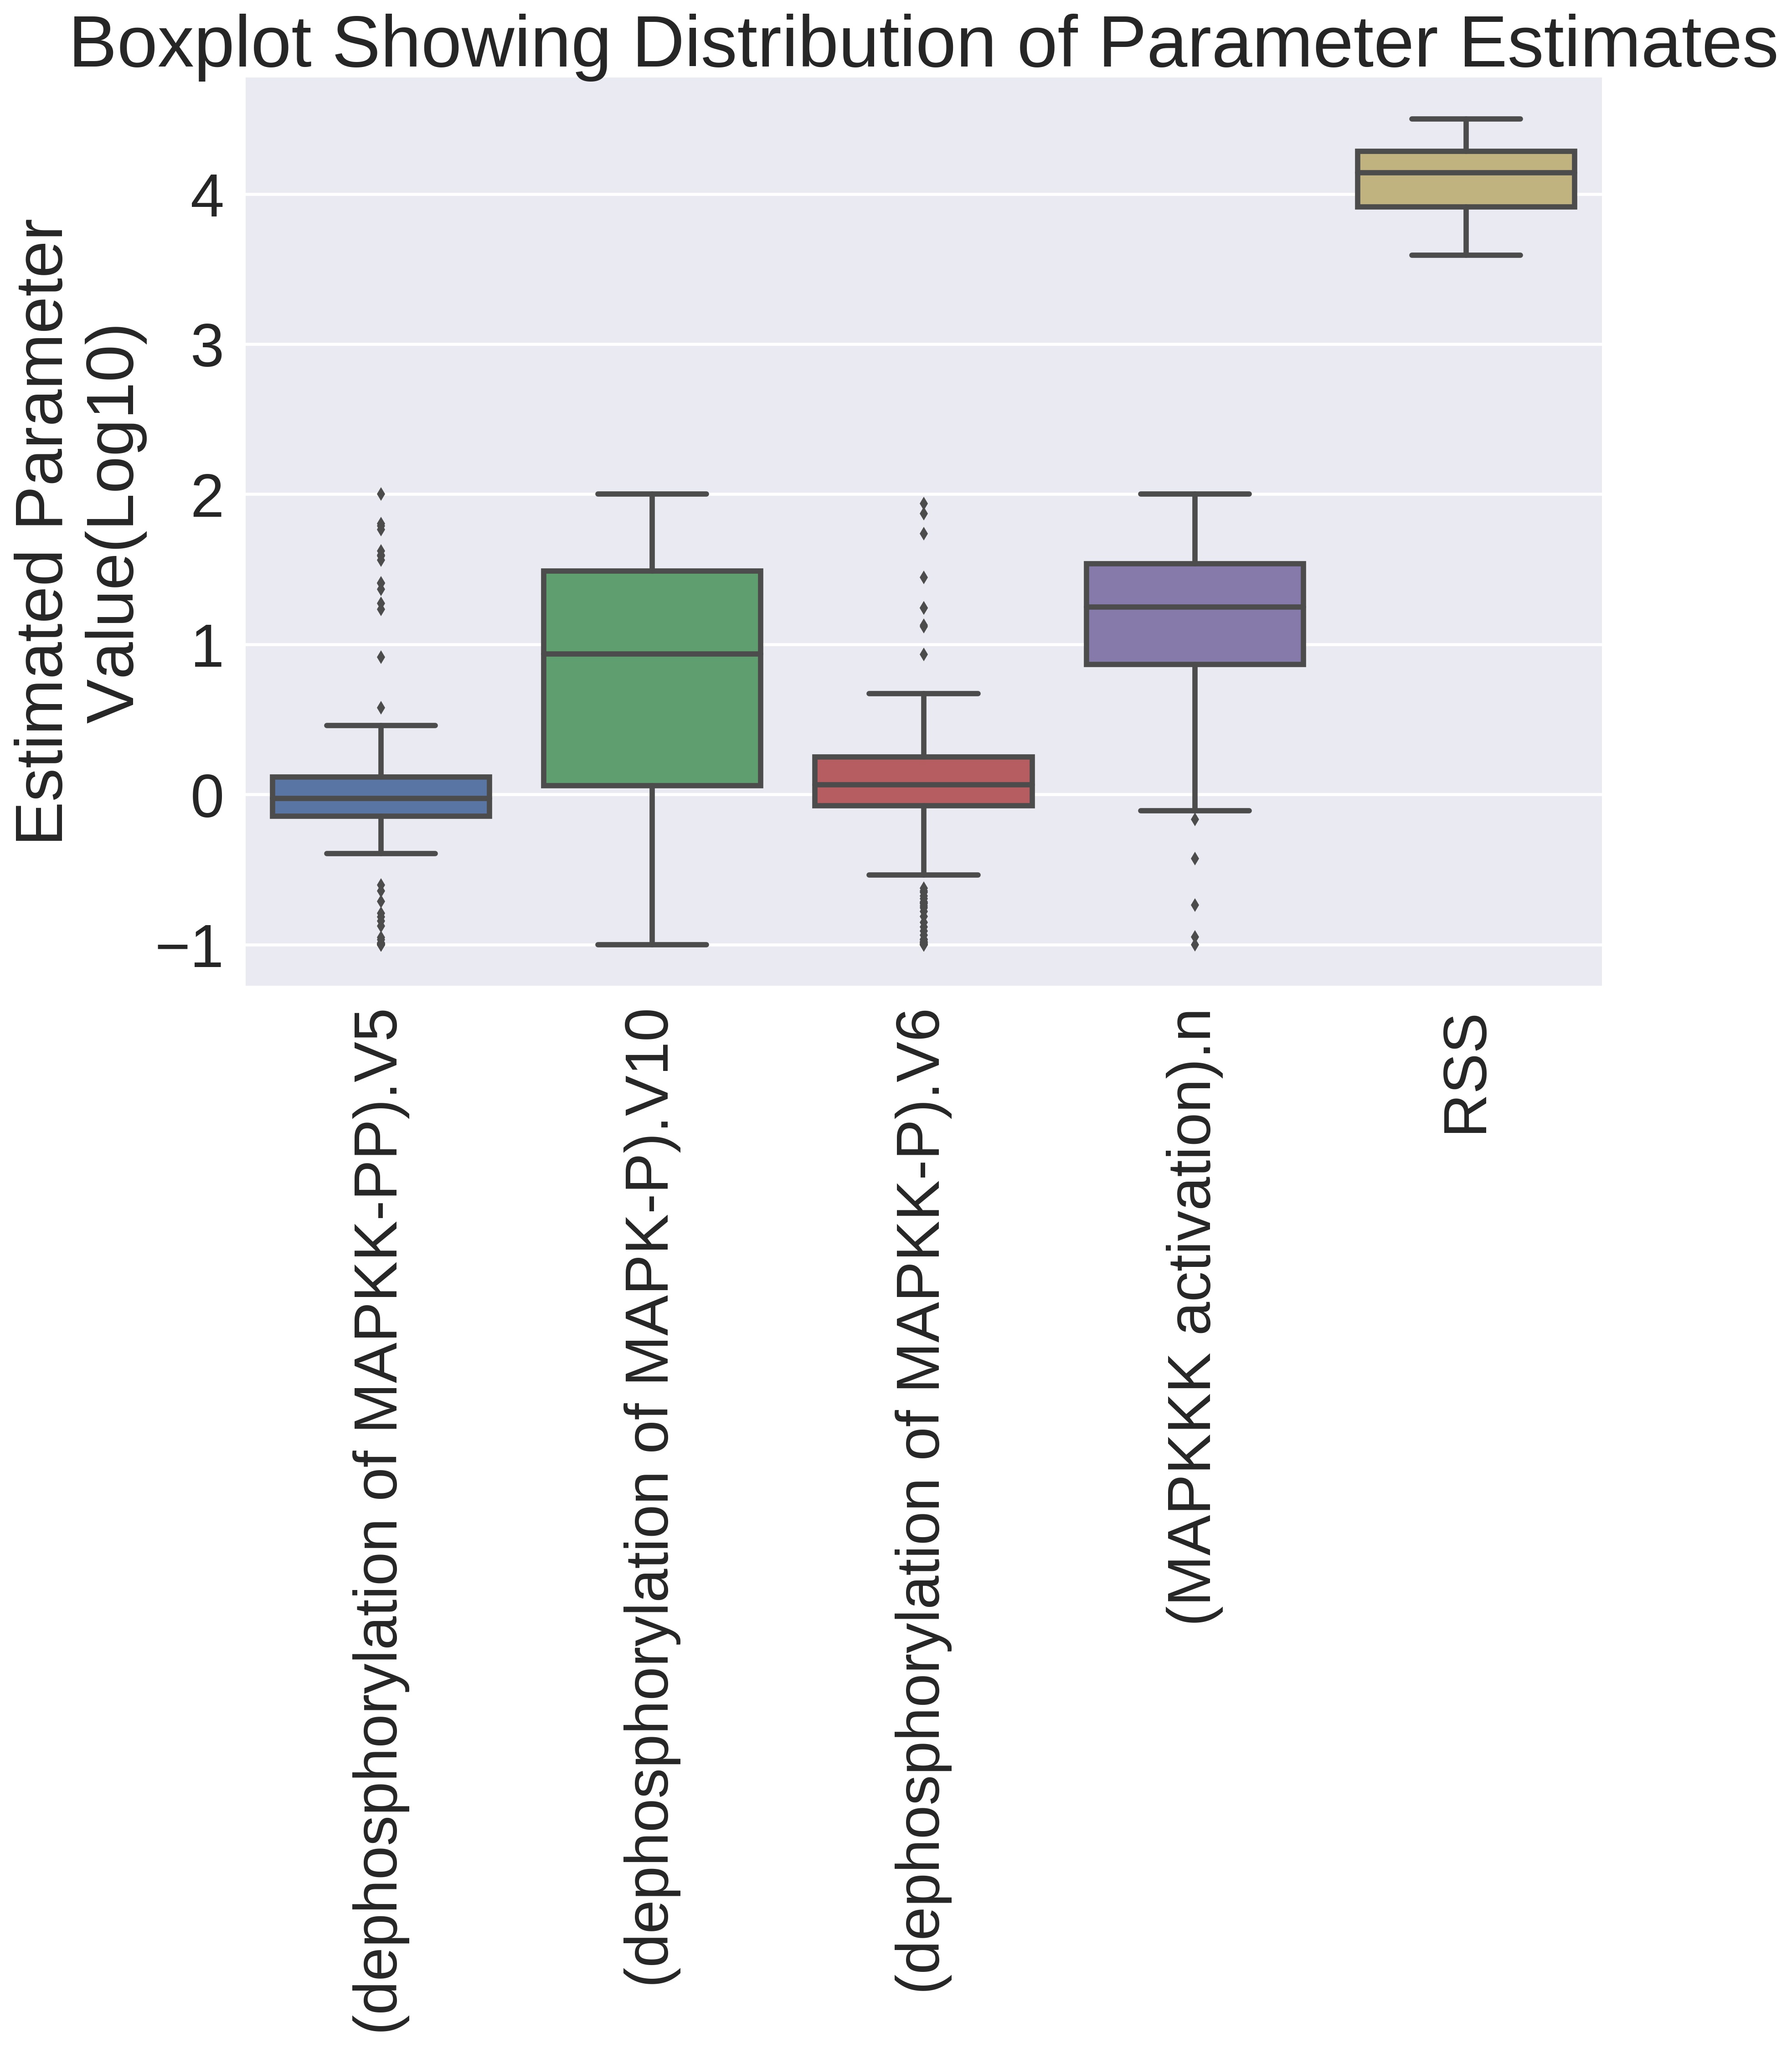 Boxplot Showing Distribution of Parameter Estimates
Estimated Parameter
Value(Log10)
4
3
2
1
0
−1
(dephosphorylation of MAPKK-PP).V5
(dephosphorylation of MAPK-P).V10
(dephosphorylation of MAPKK-P).V6
(MAPKKK activation).n
RSS